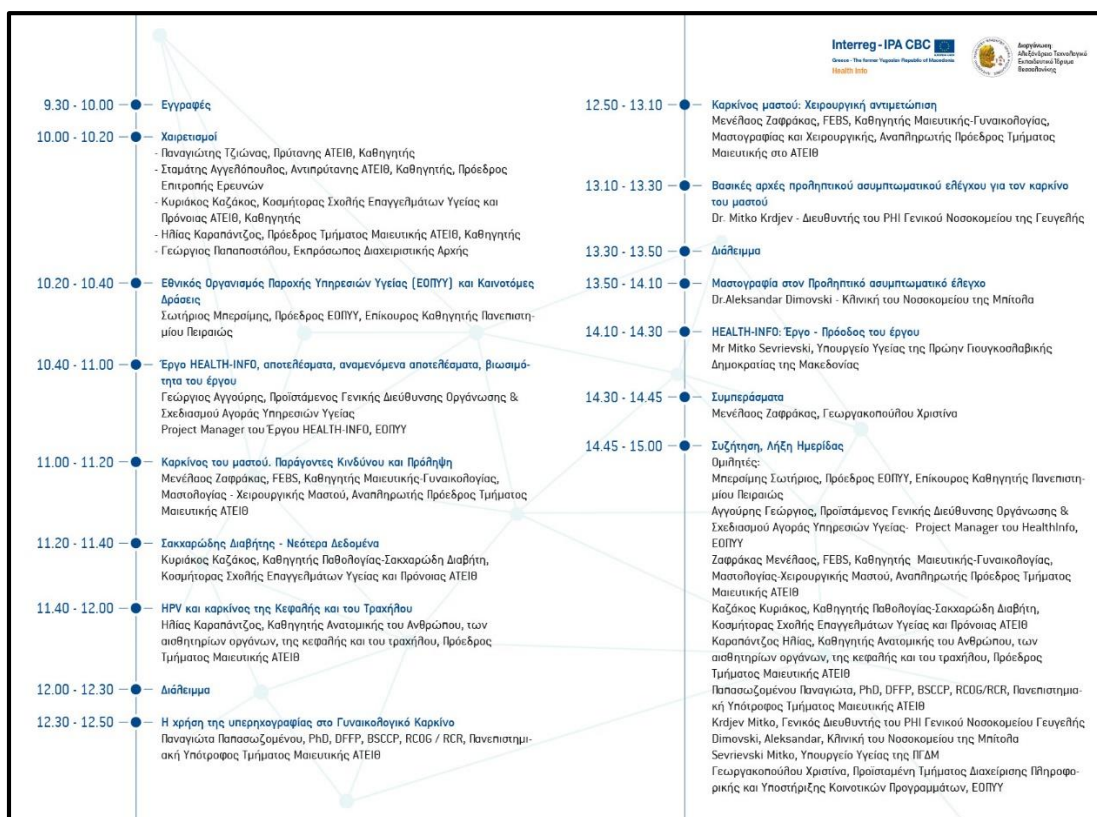 Interreg - IPA CBC
Greece - The former Yugoslav Republic of Macedonia
Health Info
Διοργάνωση:
Αλεξάνδρειο Τεχνολογικό
Εκπαιδευτικό Ίδρυμα
Θεσσαλονίκης
9.30 - 10.00 Εγγραφές
10.00 - 10.20 Χαιρετισμοί
- Παναγιώτης Τζιώνας, Πρύτανης ΑΤΕΙΘ, Καθηγητής
- Σταμάτης Αγγελόπουλος, Αντιπρύτανης ΑΤΕΙΘ, Καθηγητής, Πρόεδρος
Επιτροπής Ερευνών
- Κυριάκος Καζάκος, Κοσμήτορας Σχολής Επαγγελμάτων Υγείας και
Πρόνοιας ΑΤΕΙΘ, Καθηγητής
- Ηλίας Καραπάντζος, Πρόεδρος Τμήματος Μαιευτικής ΑΤΕΙΘ, Καθηγητής
- Γεώργιος Παπαποστόλου, Εκπρόσωπος Διαχειριστικής Αρχής
10.20 - 10.40 Εθνικός Οργανισμός Παροχής Υπηρεσιών Υγείας (ΕΟΠΥΥ) και Καινοτόμες
Δράσεις
Σωτήριος Μπερσίμης, Πρόεδρος ΕΟΠΥΥ, Επίκουρος Καθηγητής Πανεπιστη-
μίου Πειραιώς
10.40 - 11.00 Έργο HEALTH-INFO, αποτελέσματα, αναμενόμενα αποτελέσματα, βιωσιμό-
τητα του έργου
Γεώργιος Αγγούρης, Προϊστάμενος Γενικής Διεύθυνσης Οργάνωσης &
Σχεδιασμού Αγοράς Υπηρεσιών Υγείας
Project Manager του Έργου HEALTH-INFO, ΕΟΠΥΥ
11.00 - 11.20 Καρκίνος του μαστού. Παράγοντες Κινδύνου και Πρόληψη
Μενέλαος Ζαφράκας, FEBS, Καθηγητής Μαιευτικής-Γυναικολογίας,
Μαστολογίας - Χειρουργικής Μαστού, Αναπληρωτής Πρόεδρος Τμήματος
Μαιευτικής ΑΤΕΙΘ
11.20 - 11.40 Σακχαρώδης Διαβήτης - Νεότερα Δεδομένα
Κυριάκος Καζάκος, Καθηγητής Παθολογίας-Σακχαρώδη Διαβήτη,
Κοσμήτορας Σχολής Επαγγελμάτων Υγείας και Πρόνοιας ΑΤΕΙΘ
11.40 - 12.00 HPV και καρκίνος της Κεφαλής και του Τραχήλου
Ηλίας Καραπάντζος, Καθηγητής Ανατομικής του Ανθρώπου, των
αισθητηρίων οργάνων, της κεφαλής και του τραχήλου, Πρόεδρος
Τμήματος Μαιευτικής ΑΤΕΙΘ
12.00 - 12.30 Διάλειμμα
12.30 - 12.50 Η χρήση της υπερηχογραφίας στο Γυναικολογικό Καρκίνο
Παναγιώτα Παπασωζομένου, PhD, DFFP, BSCCP, RCOG / RCR, Πανεπιστημι-
ακή Υπότροφος Τμήματος Μαιευτικής ΑΤΕΙΘ
12.50 - 13.10 Καρκίνος μαστού: Χειρουργική αντιμετώπιση
Μενέλαος Ζαφράκας, FEBS, Καθηγητής Μαιευτικής-Γυναικολογίας,
Μαστογραφίας και Χειρουργικής, Αναπληρωτής Πρόεδρος Τμήματος
Μαιευτικής στο ΑΤΕΙΘ
13.10 - 13.30 Βασικές αρχές προληπτικού ασυμπτωματικού ελέγχου για τον καρκίνο
του μαστού
Dr. Mitko Krdjev - Διευθυντής του PHI Γενικού Νοσοκομείου της Γευγελής
13.30 - 13.50 Διάλειμμα
13.50 - 14.10 Μαστογραφία στον Προληπτικό ασυμπτωματικό έλεγχο
Dr.Aleksandar Dimovski - Κλινική του Νοσοκομείου της Μπίτολα
14.10 - 14.30 HEALTH-INFO: Έργο - Πρόοδος του έργου
Mr Mitko Sevrievski, Υπουργείο Υγείας της Πρώην Γιουγκοσλαβικής
Δημοκρατίας της Μακεδονίας
14.30 - 14.45 Συμπεράσματα
Μενέλαος Ζαφράκας, Γεωργακοπούλου Χριστίνα
14.45 - 15.00 Συζήτηση, Λήξη Ημερίδας
Ομιλητές:
Μπερσίμης Σωτήριος, Πρόεδρος ΕΟΠΥΥ, Επίκουρος Καθηγητής Πανεπιστη-
μίου Πειραιώς
Αγγούρης Γεώργιος, Προϊστάμενος Γενικής Διεύθυνσης Οργάνωσης &
Σχεδιασμού Αγοράς Υπηρεσιών Υγείας- Project Manager του HealthInfo,
ΕΟΠΥΥ
Ζαφράκας Μενέλαος, FEBS, Καθηγητής Μαιευτικής-Γυναικολογίας,
Μαστολογίας-Χειρουργικής Μαστού, Αναπληρωτής Πρόεδρος Τμήματος
Μαιευτικής ΑΤΕΙΘ
Καζάκος Κυριάκος, Καθηγητής Παθολογίας-Σακχαρώδη Διαβήτη,
Κοσμήτορας Σχολής Επαγγελμάτων Υγείας και Πρόνοιας ΑΤΕΙΘ
Καραπάντζος Ηλίας, Καθηγητής Ανατομικής του Ανθρώπου, των
αισθητηρίων οργάνων, της κεφαλής και του τραχήλου, Πρόεδρος
Τμήματος Μαιευτικής ΑΤΕΙΘ
Παπασωζομένου Παναγιώτα, PhD, DFFP, BSCCP, RCOG/RCR, Πανεπιστημια-
κή Υπότροφος Τμήματος Μαιευτικής ΑΤΕΙΘ
Krdjev Mitko, Γενικός Διευθυντής του PHI Γενικού Νοσοκομείου Γευγελής
Dimovski, Aleksandar, Κλινική του Νοσοκομείου της Μπίτολα
Sevrievski Mitko, Υπουργείο Υγείας της ΠΓΔΜ
Γεωργακοπούλου Χριστίνα, Προϊσταμένη Τμήματος Διαχείρισης Πληροφο-
ρικής και Υποστήριξης Κοινοτικών Προγραμμάτων, ΕΟΠΥΥ